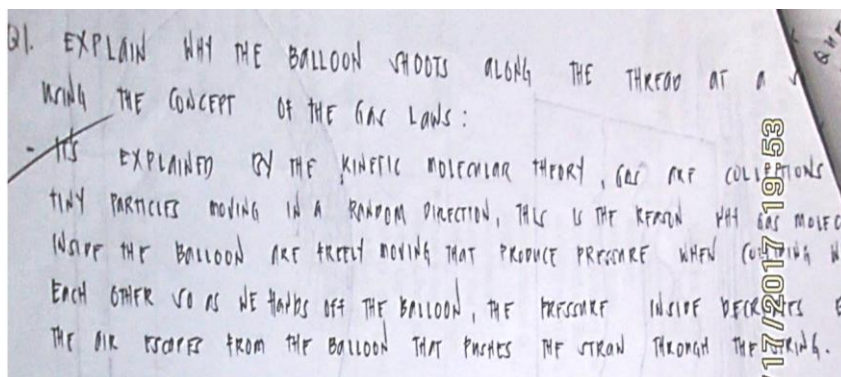 Q1. EXPLAIN WHY THE BALLOON SHOOTS ALONG THE THREAD AT A
USING THE CONCEPT OF THE GAS LAWS :
- IT'S EXPLAINED BY THE KINETIC MOLECULAR THEORY, GAS ARE COLLECTIONS
TINY PARTICLES MOVING IN A RANDOM DIRECTION, THIS IS THE REASON WHY GAS MOLEC
INSIDE THE BALLOON ARE FREELY MOVING THAT PRODUCE PRESSURE WHEN COLLIDING
EACH OTHER SO AS WE HANDS OFF THE BALLOON, THE PRESSURE INSIDE DECREASES
THE AIR ESCAPES FROM THE BALLOON THAT PUSHES THE STRAW THROUGH THE STRING.
/17/2017 19:53